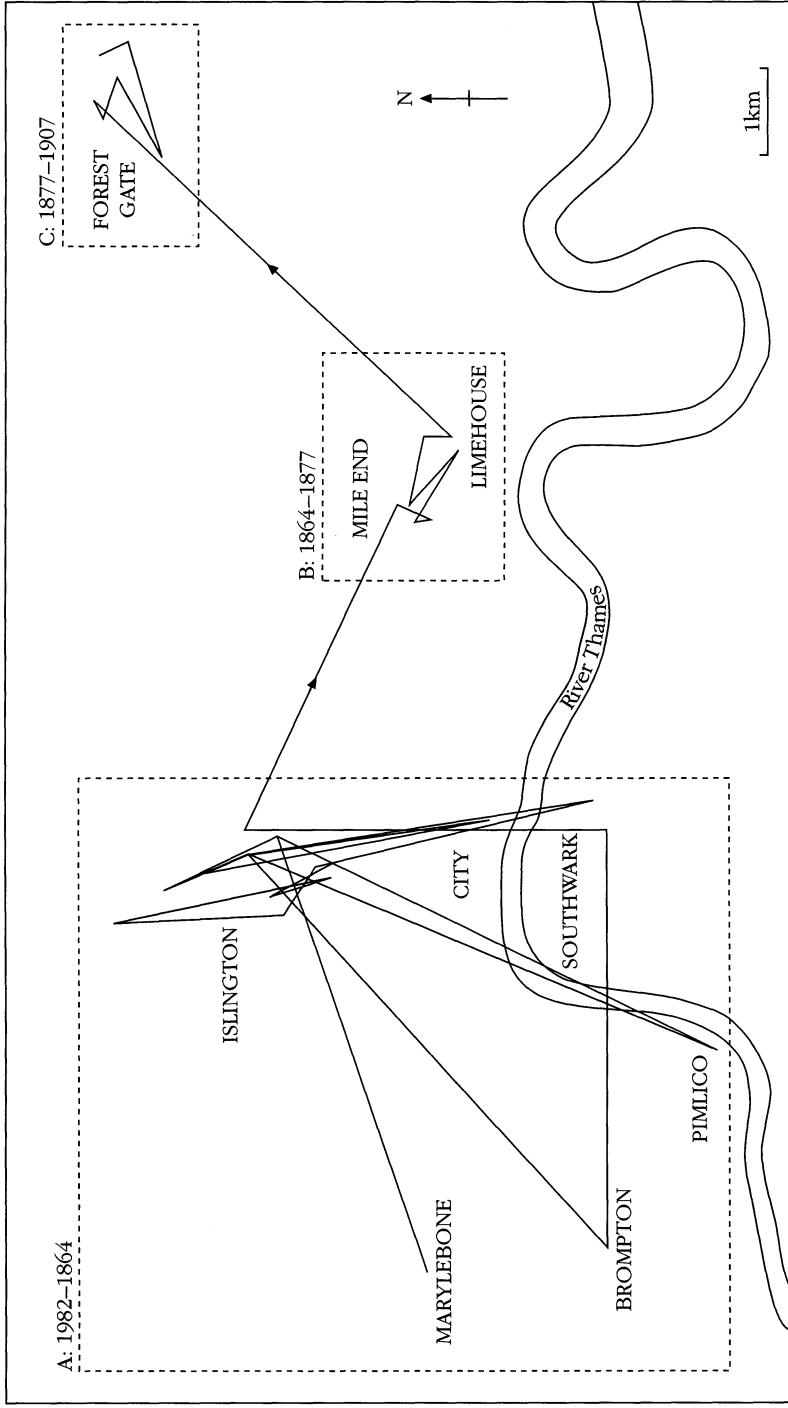 A: 1982–1864
ISLINGTON
MARYLEBONE
CITY
SOUTHWARK
BROMPTON
PIMLICO
River Thames
B: 1864–1877
MILE END
LIMEHOUSE
C: 1877–1907
FOREST
GATE
N
1km